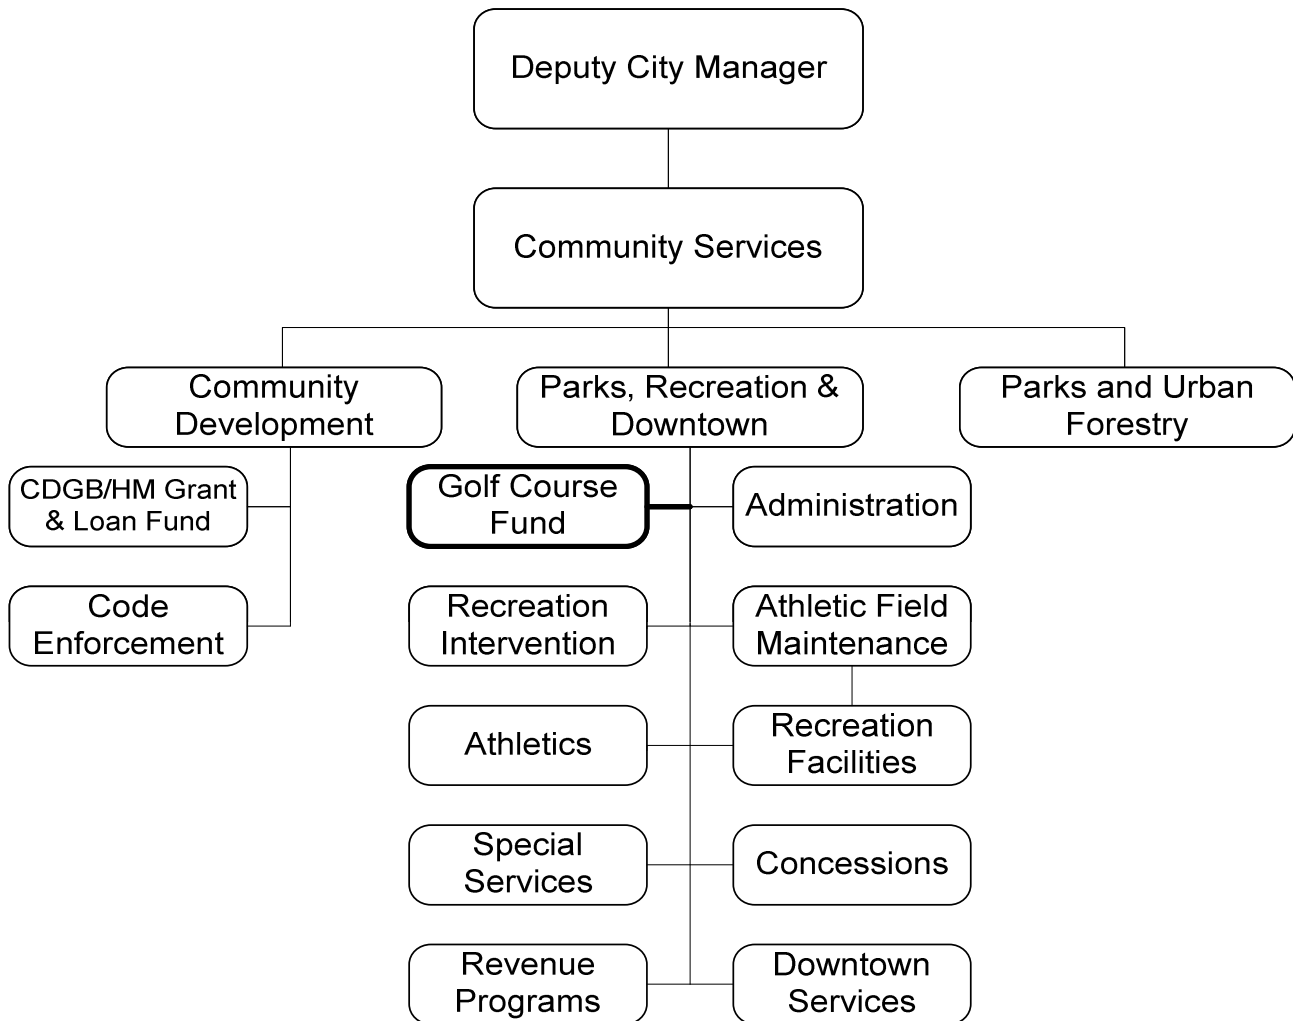 Deputy City Manager
Community Services
Community
Development
Parks, Recreation &
Downtown
Parks and Urban
Forestry
CDGB/HM Grant
& Loan Fund
Golf Course
Fund
Administration
Code
Enforcement
Recreation
Intervention
Athletic Field
Maintenance
Athletics
Recreation
Facilities
Special
Services
Concessions
Revenue
Programs
Downtown
Services